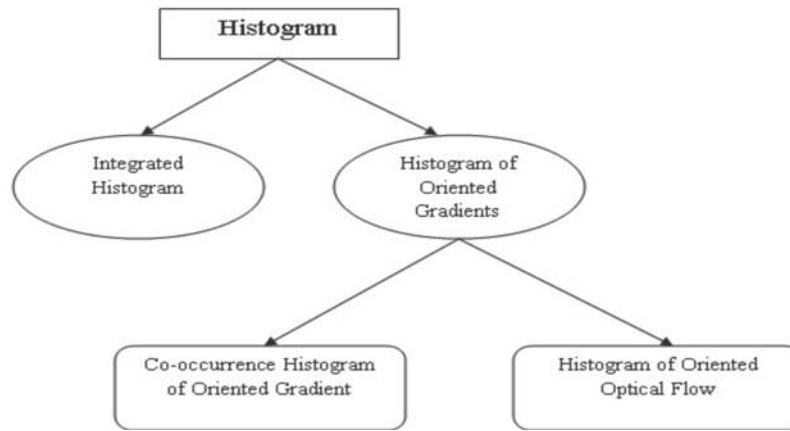 Histogram
Integrated
Histogram
Histogram of
Oriented
Gradients
Co-occurrence Histogram
of Oriented Gradient
Histogram of Oriented
Optical Flow